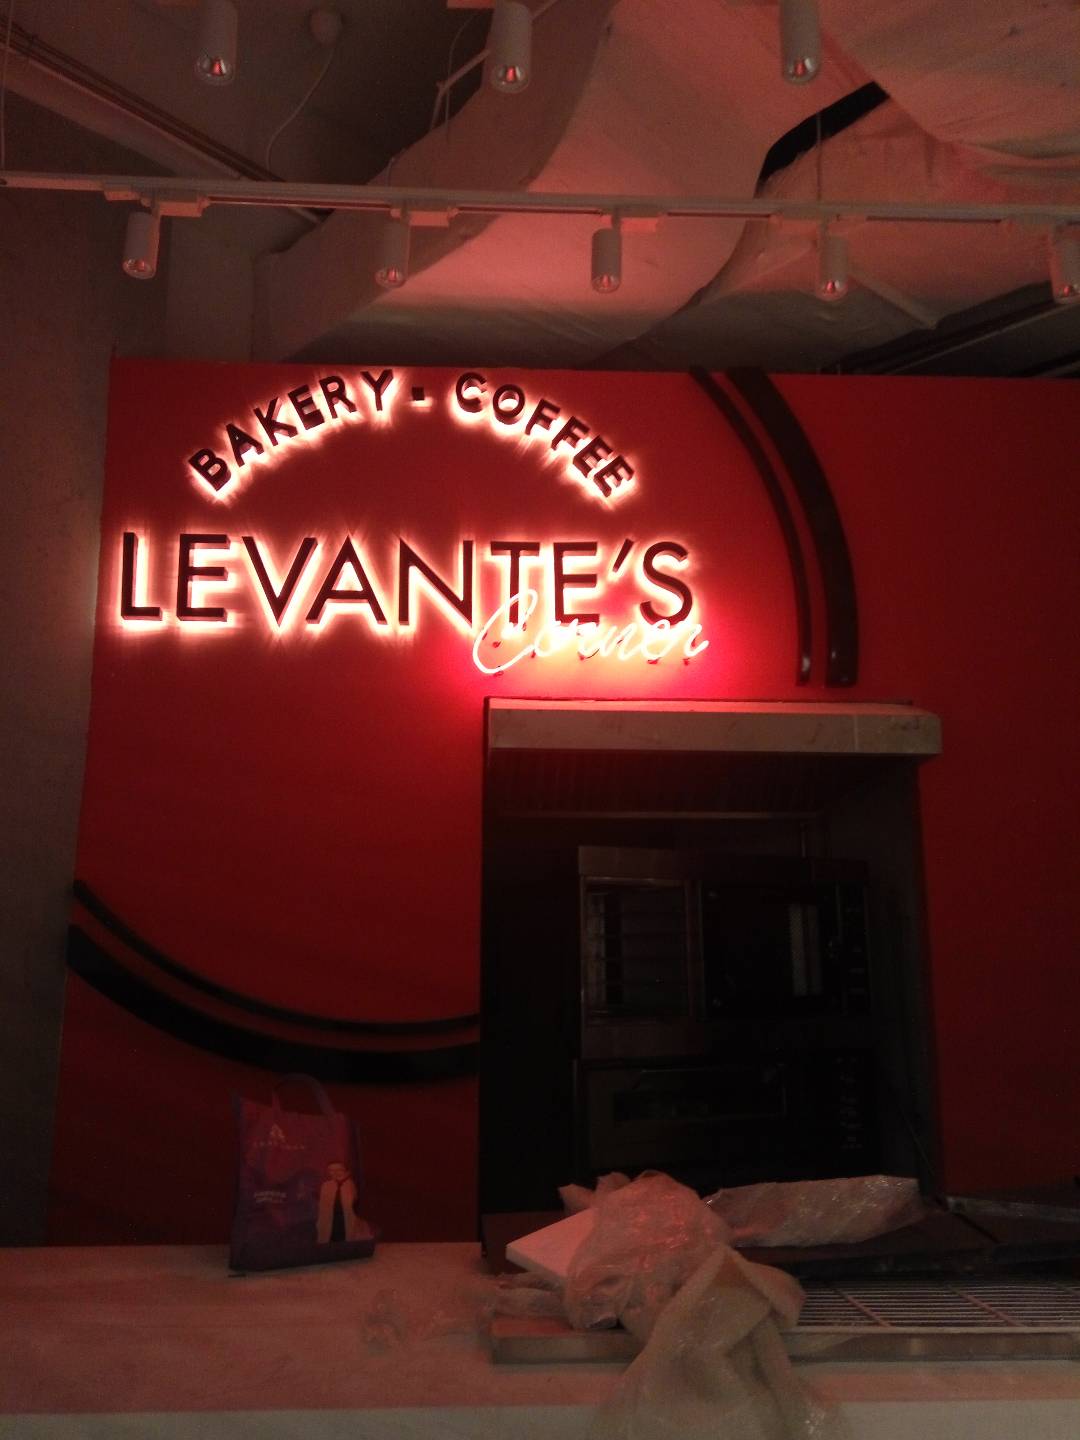 BAKERY · COFFEE
LEVANTE'S
Corner